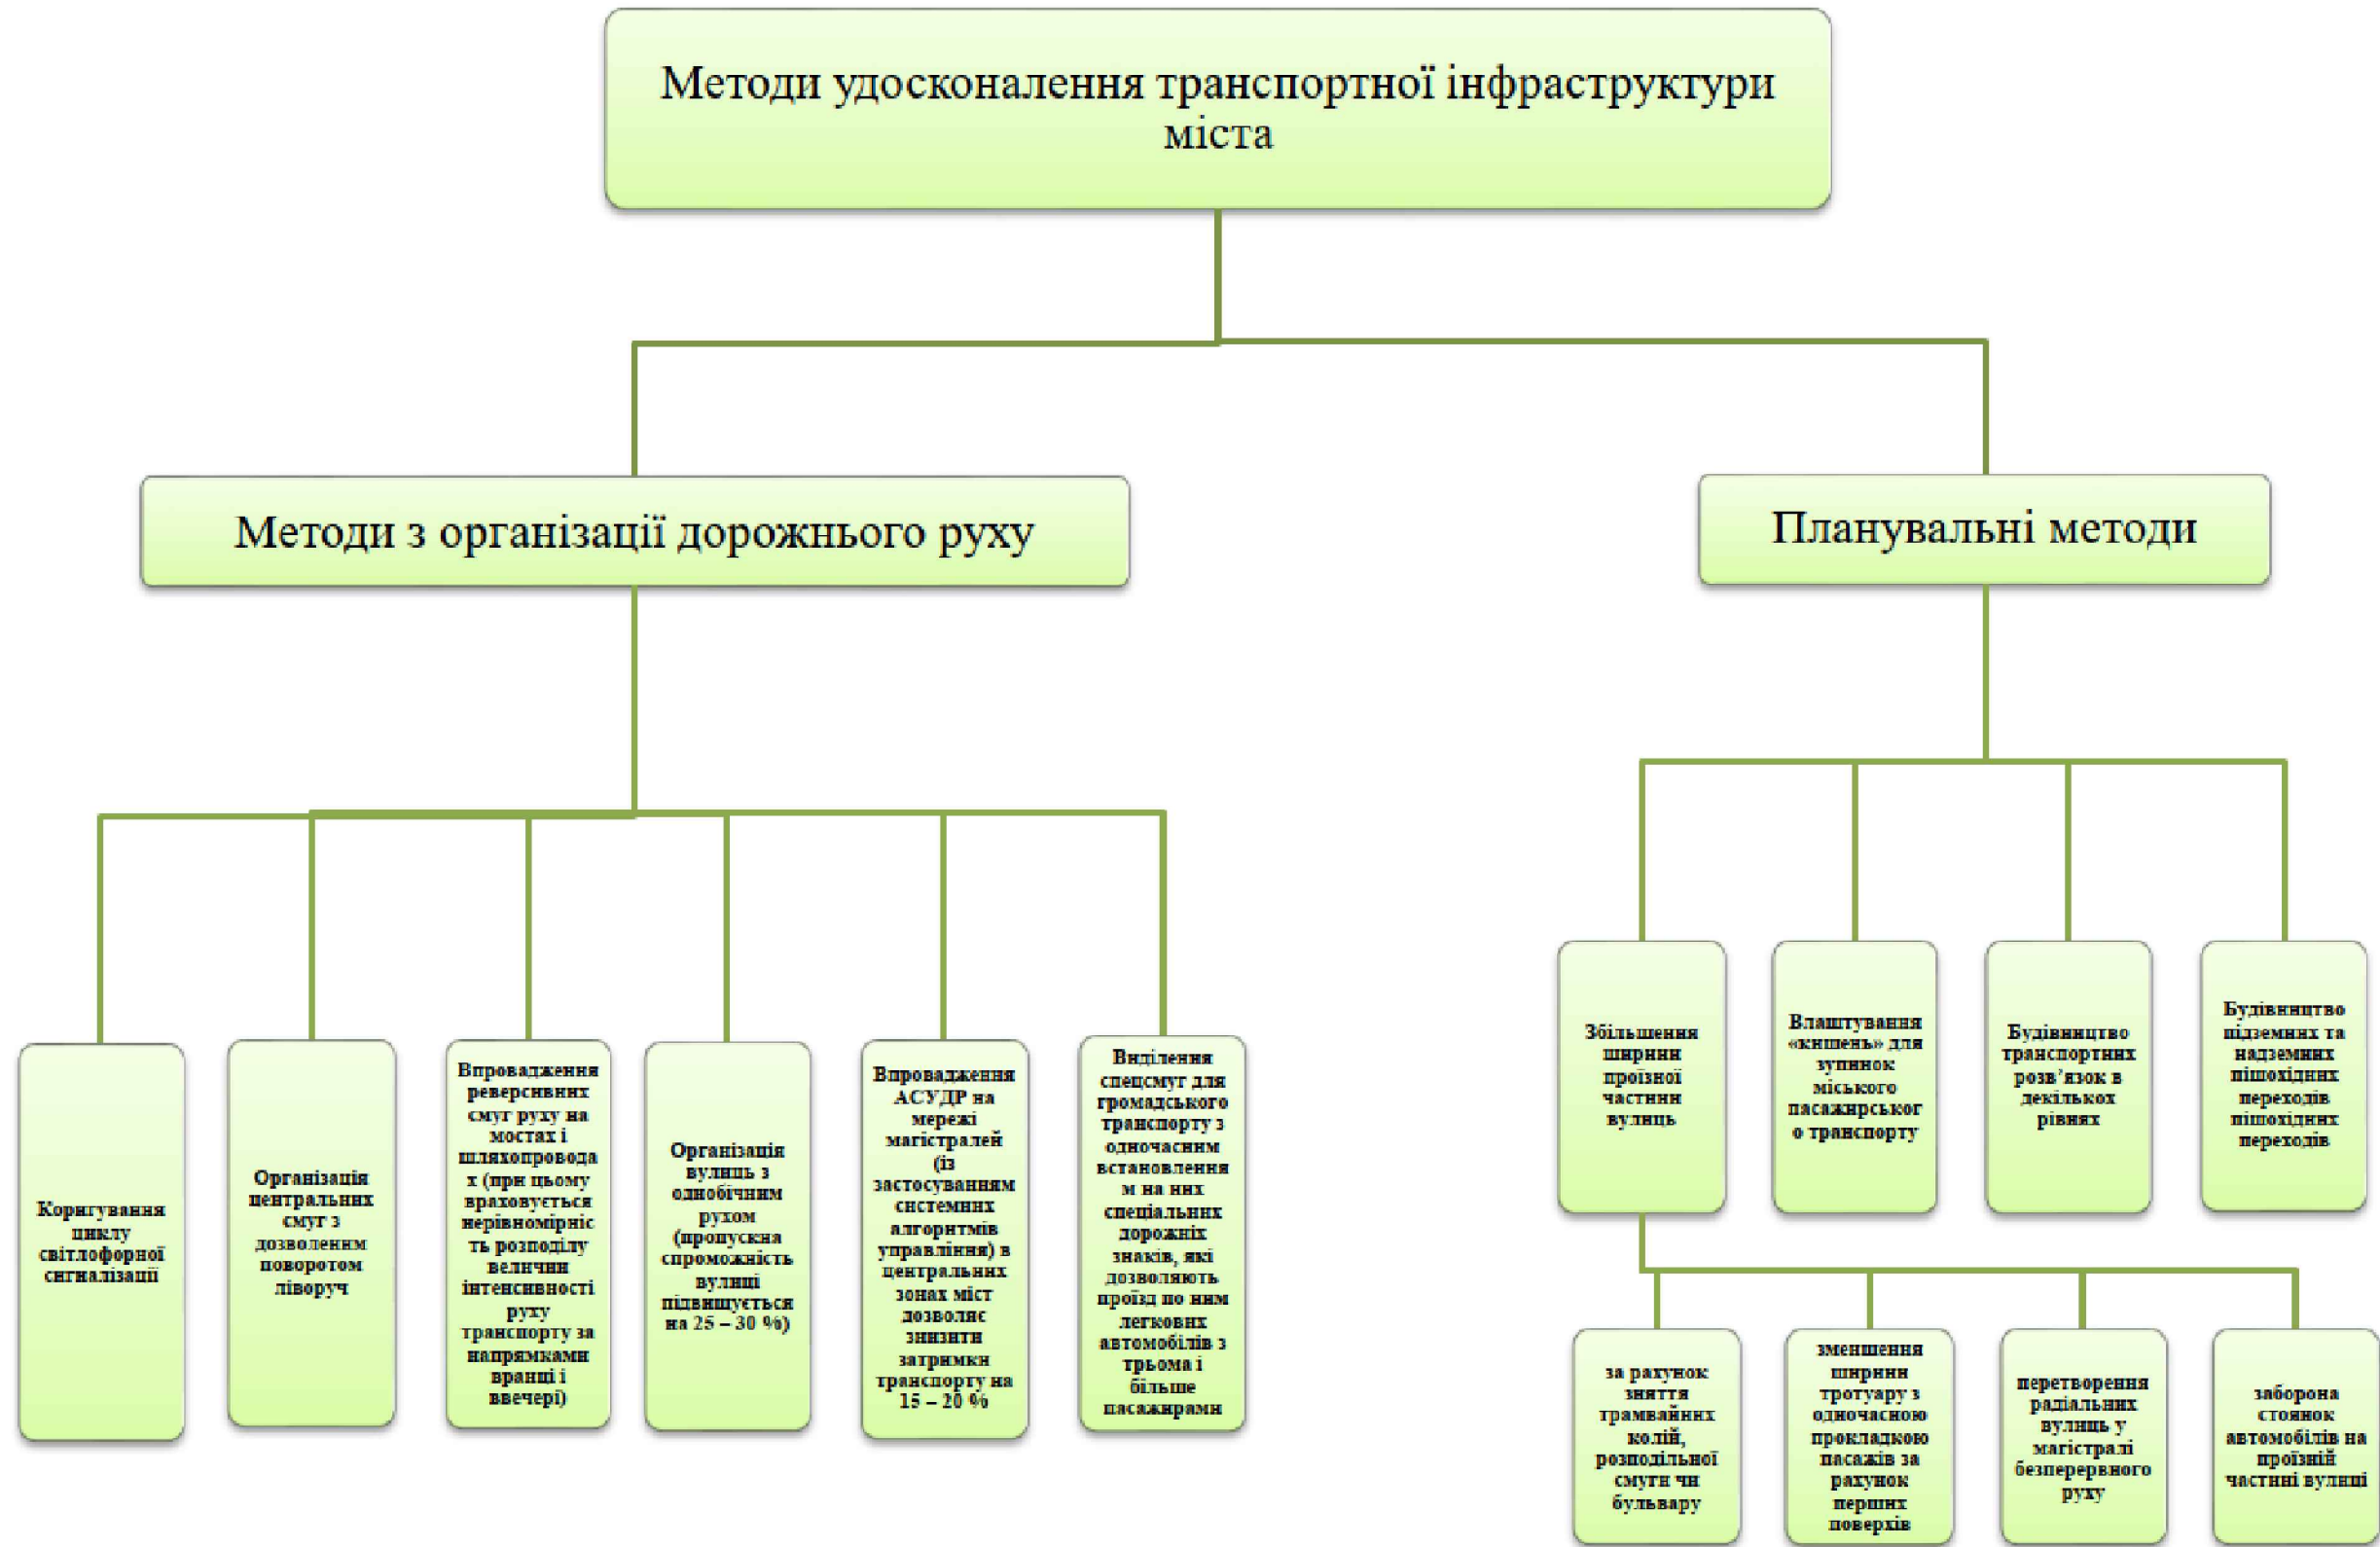 Методи удосконалення транспортної інфраструктури
міста
Методи з організації дорожнього руху
Планувальні методи
Коригування
циклу
світлофорної
сигналізації
Організація
центральних
смуг з
дозволеним
поворотом
ліворуч
Впровадження
реверсивних
смуг руху на
мостах і
шляхопровода
х (при цьому
враховується
нерівномірніс
ть розподілу
величин
інтенсивності
руху
транспорту за
напрямками
вранці і
ввечері)
Організація
вулиць з
однобічним
рухом
(пропускна
спроможність
вулиці
підвищується
на 25 – 30 %)
Впровадження
АСУДР на
мережі
магістралей
(із
застосуванням
системних
алгоритмів
управління) в
центральних
зонах міст
дозволяє
знизити
затримки
транспорту на
15 – 20 %
Виділення
спецсмуг для
громадського
транспорту з
одночасним
встановлення
м на них
спеціальних
дорожніх
знаків, які
дозволяють
проїзд по ним
легкових
автомобілів з
трьома і
більше
пасажирами
Збільшення
ширини
проїзної
частини
вулиць
Влаштування
«кишень» для
зупинок
міського
пасажирськог
о транспорту
Будівництво
транспортних
розв’язок в
декількох
рівнях
Будівництво
підземних та
надземних
пішохідних
переходів
пішохідних
переходів
за рахунок
зняття
трамвайних
колій,
розподільної
смуги чи
бульвару
зменшення
ширини
тротуару з
одночасною
прокладкою
пасажів за
рахунок
перших
поверхів
перетворення
радіальних
вулиць у
магістралі
безперервного
руху
заборона
стоянок
автомобілів на
проїзній
частині вулиці